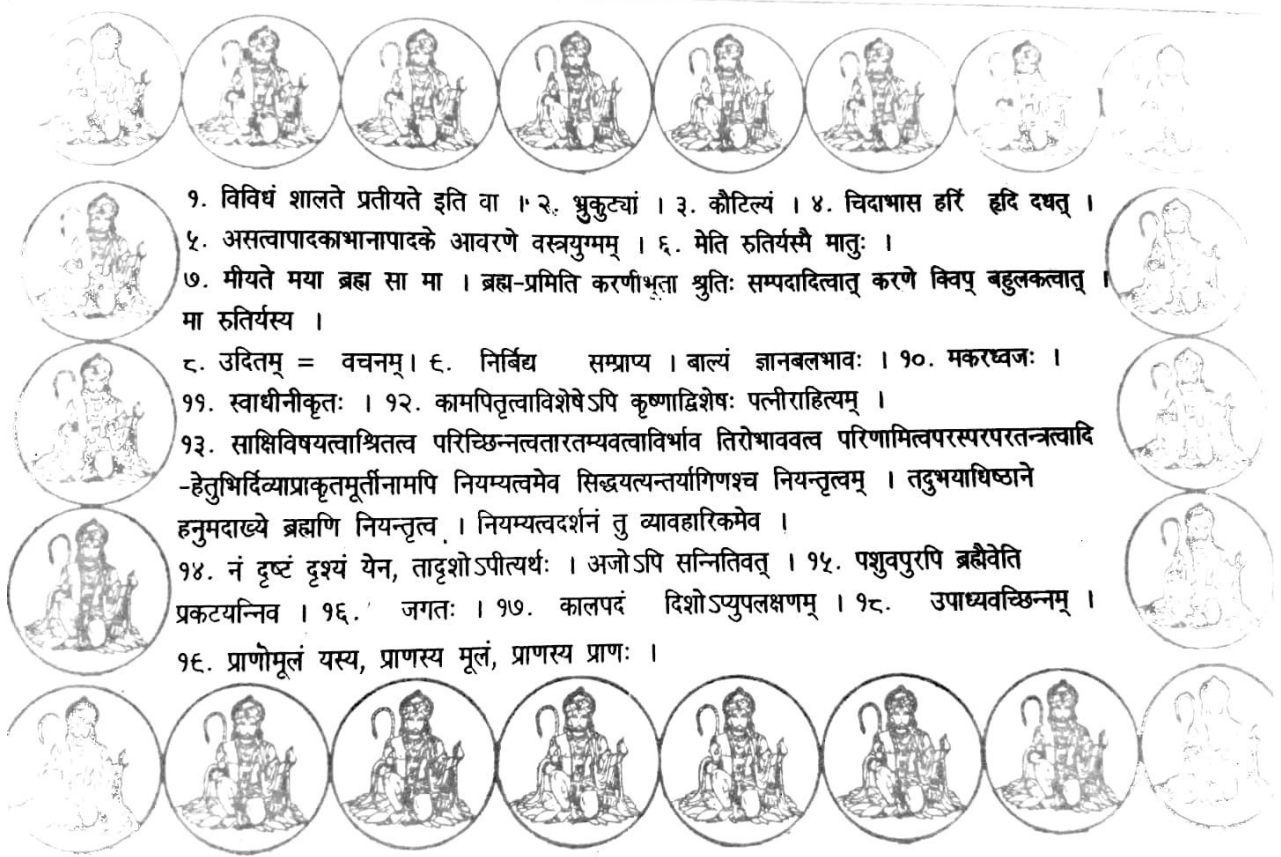 १. विविधं शालते प्रतीयते इति वा । २. भ्रुकुट्यां । ३. कौटिल्यं । ४. चिदाभास हरिं हृदि दधत् ।
५. असत्वापादकाभानापादके आवरणे वस्त्रयुग्मम् । ६. मेति रुतिर्यस्मै मातुः ।
७. मीयते मया ब्रह्म सा मा । ब्रह्म-प्रमिति करणीभूता श्रुतिः सम्पदादित्वात् करणे क्विप् बहुलकत्वात् ।
मा रुतिर्यस्य ।
८. उदितम् = वचनम्। ९. निर्बिद्य सम्प्राप्य । बाल्यं ज्ञानबलभावः । १०. मकरध्वजः ।
११. स्वाधीनीकृतः । १२. कामपितृत्वाविशेषेऽपि कृष्णाद्विशेषः पत्नीराहित्यम् ।
१३. साक्षिविषयत्वाश्रितत्व परिच्छिन्नत्वतारतम्यवत्वाविर्भाव तिरोभाववत्व परिणामित्वपरस्परपरतन्त्रत्वादि
-हेतुभिर्दिव्याप्राकृतमूर्तीनामपि नियम्यत्वमेव सिद्धयत्यन्तर्यागिणश्च नियन्तृत्वम् । तदुभयाधिष्ठाने
हनुमदाख्ये ब्रह्मणि नियन्तृत्व । नियम्यत्वदर्शनं तु व्यावहारिकमेव ।
१४. नं दृष्टं दृश्यं येन, तादृशोऽपीत्यर्थः । अजोऽपि सन्नितिवत् । १५. पशुवपुरपि ब्रह्मैवेति
प्रकटयन्निव । १६. जगतः । १७. कालपदं दिशोऽप्युपलक्षणम् । १८. उपाध्यवच्छिन्नम् ।
१९. प्राणोमूलं यस्य, प्राणस्य मूलं, प्राणस्य प्राणः ।